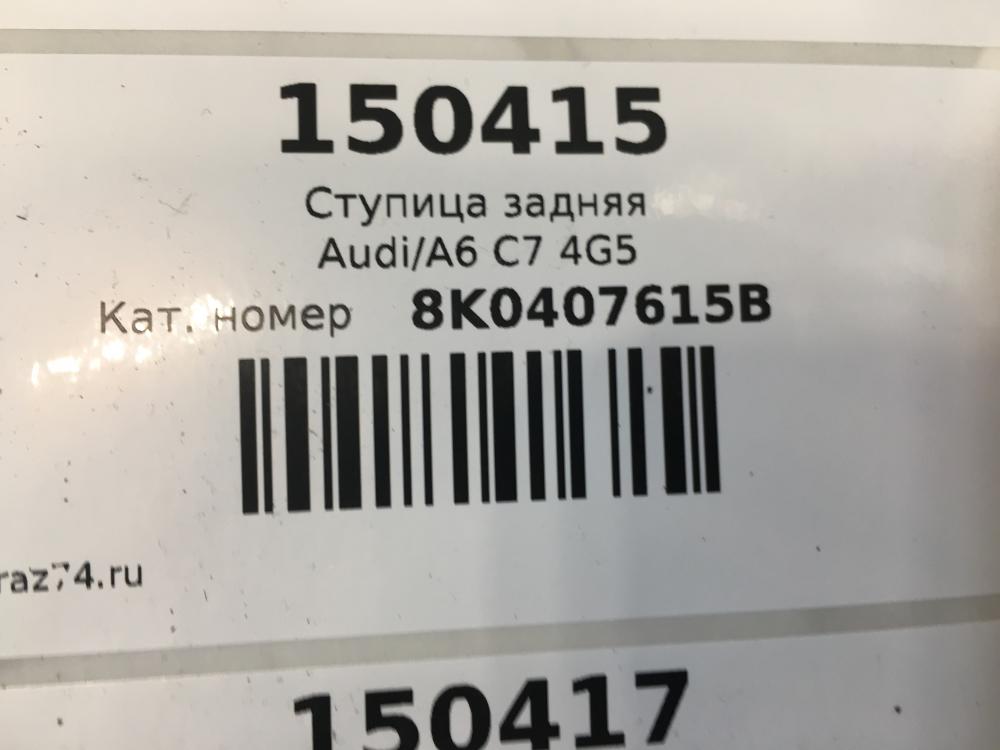 150415
Ступица задняя
Audi/A6 C7 4G5
Кат. номер 8K0407615B
raz74.ru
150417